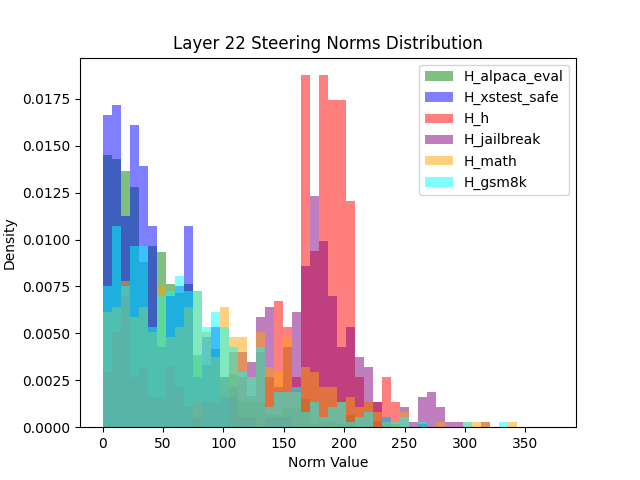 Layer 22 Steering Norms Distribution
H_alpaca_eval
H_xstest_safe
H_h
H_jailbreak
H_math
H_gsm8k
Density
0.0175
0.0150
0.0125
0.0100
0.0075
0.0050
0.0025
0.0000
0 50 100 150 200 250 300 350
Norm Value